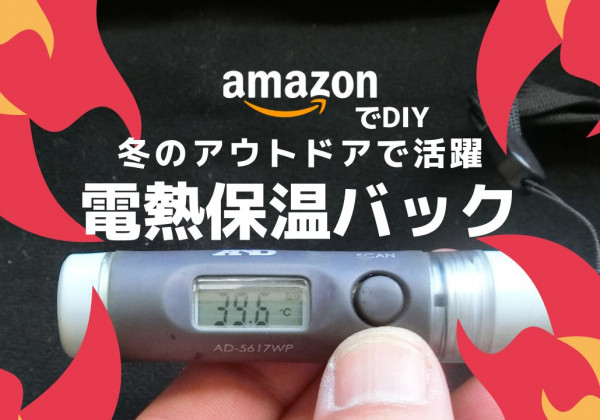 amazon
でDIY
冬のアウトドアで活躍
電熱保温バック
AND
SCAN
39.6 °C
AD-5617WP